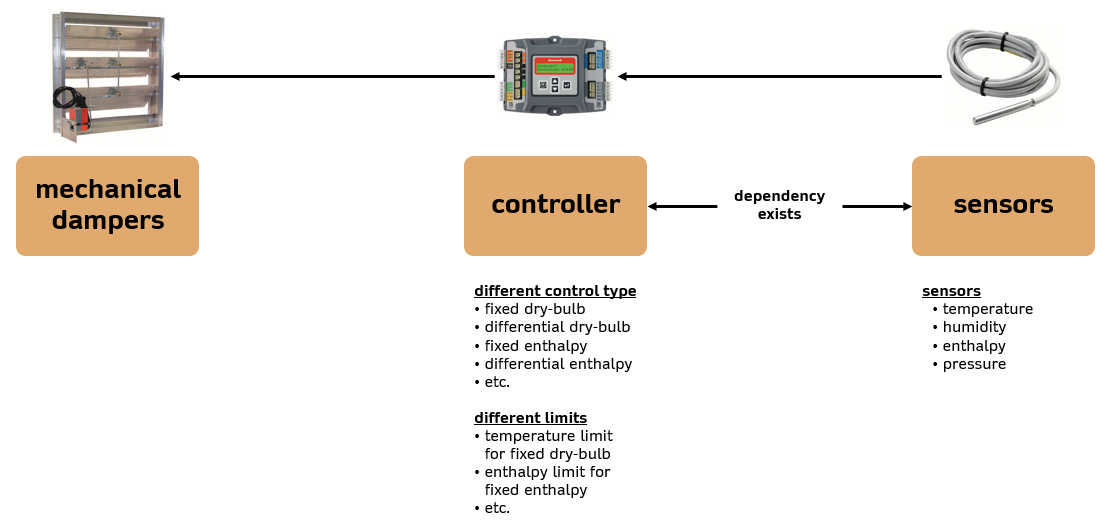 mechanical
dampers
controller
dependency
exists
sensors
different control type
• fixed dry-bulb
• differential dry-bulb
• fixed enthalpy
• differential enthalpy
• etc.
different limits
• temperature limit
for fixed dry-bulb
• enthalpy limit for
fixed enthalpy
• etc.
sensors
• temperature
• humidity
• enthalpy
• pressure